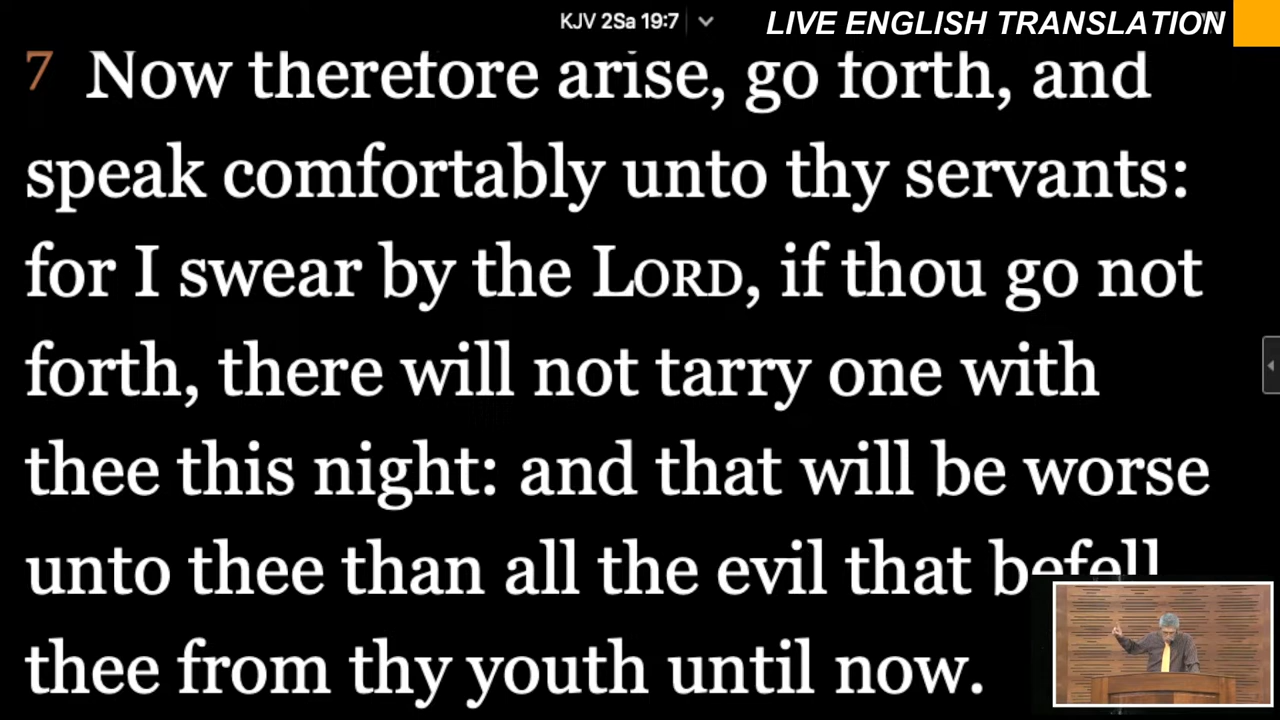 KJV 2Sa 19:7
LIVE ENGLISH TRANSLATION
7 Now therefore arise, go forth, and
speak comfortably unto thy servants:
for I swear by the LORD, if thou go not
forth, there will not tarry one with
thee this night: and that will be worse
unto thee than all the evil that befell
thee from thy youth until now.